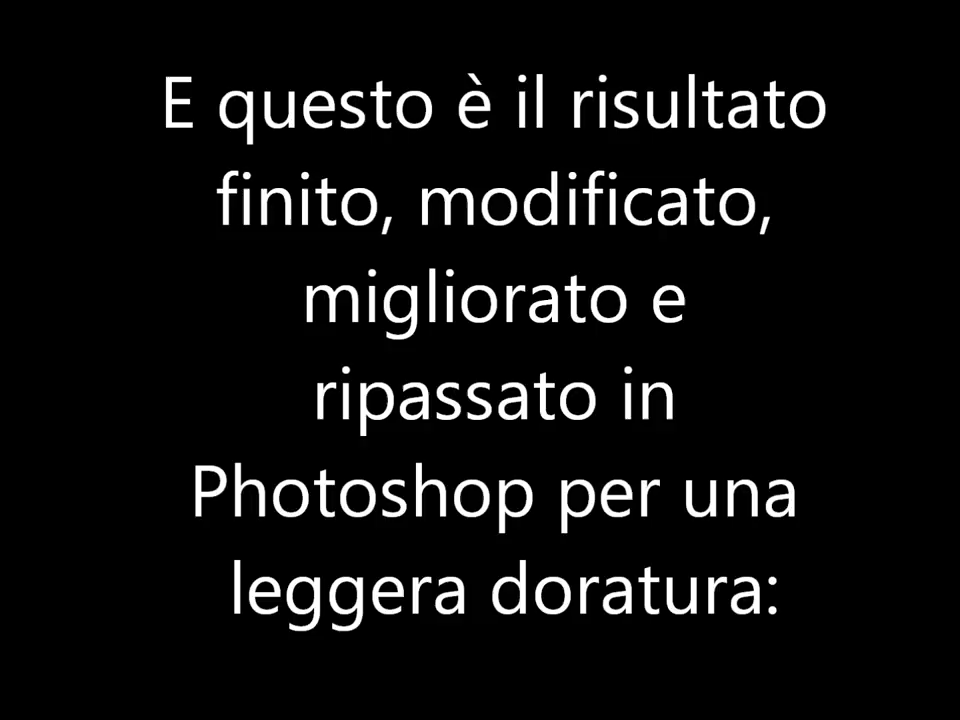 E questo è il risultato
finito, modificato,
migliorato e
ripassato in
Photoshop per una
leggera doratura: